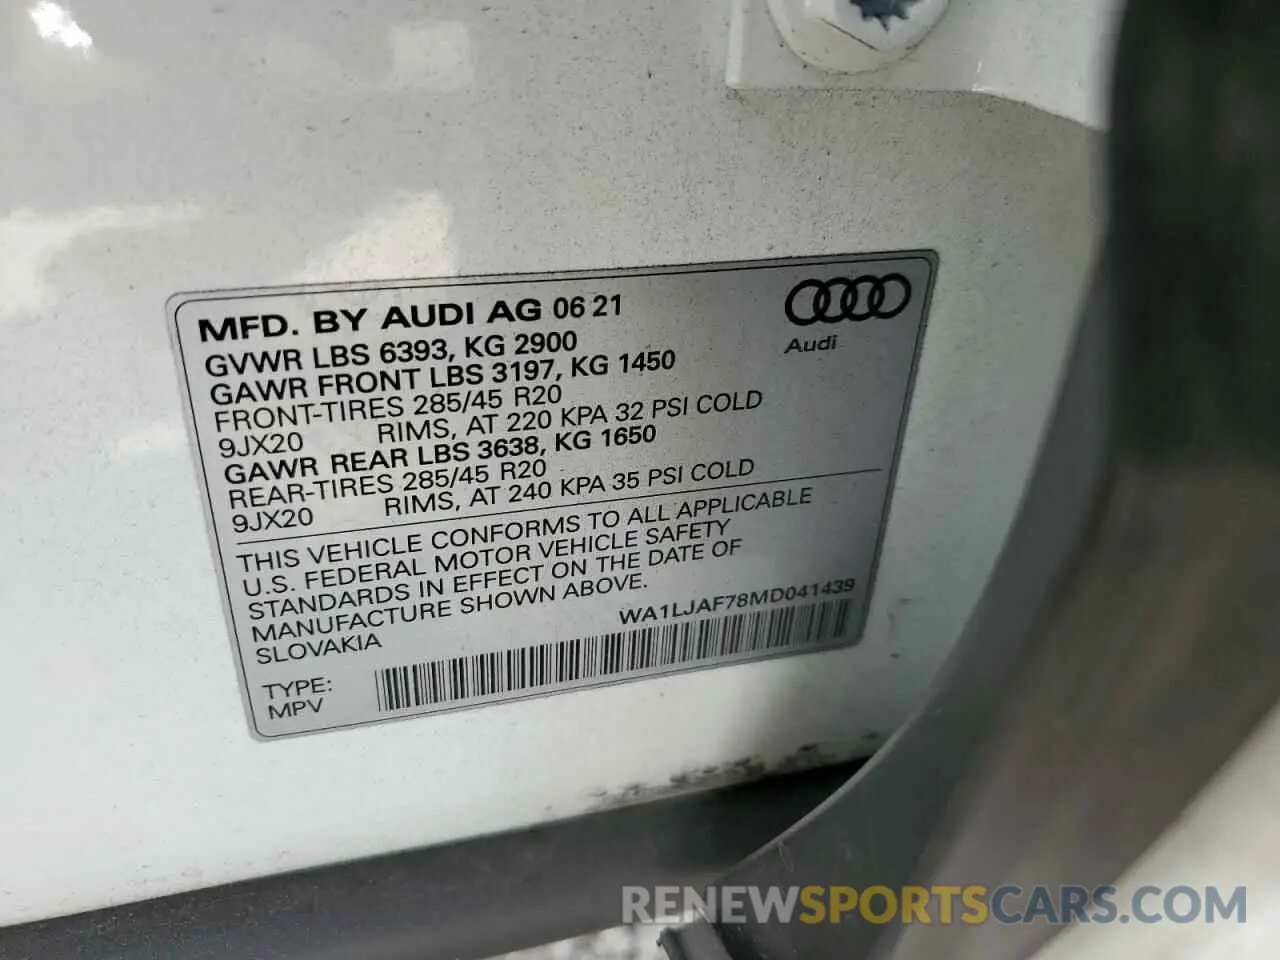 MFD. BY AUDI AG 06 21
GVWR LBS 6393, KG 2900
GAWR FRONT LBS 3197, KG 1450
FRONT-TIRES 285/45 R20
9JX20 RIMS, AT 220 KPA 32 PSI COLD
GAWR REAR LBS 3638, KG 1650
REAR-TIRES 285/45 R20
9JX20 RIMS, AT 240 KPA 35 PSI COLD
Audi
THIS VEHICLE CONFORMS TO ALL APPLICABLE
U.S. FEDERAL MOTOR VEHICLE SAFETY
STANDARDS IN EFFECT ON THE DATE OF
MANUFACTURE SHOWN ABOVE.
SLOVAKIA
WA1LJAF78MD041439
TYPE:
MPV
RENEWSPORTSCARS.COM